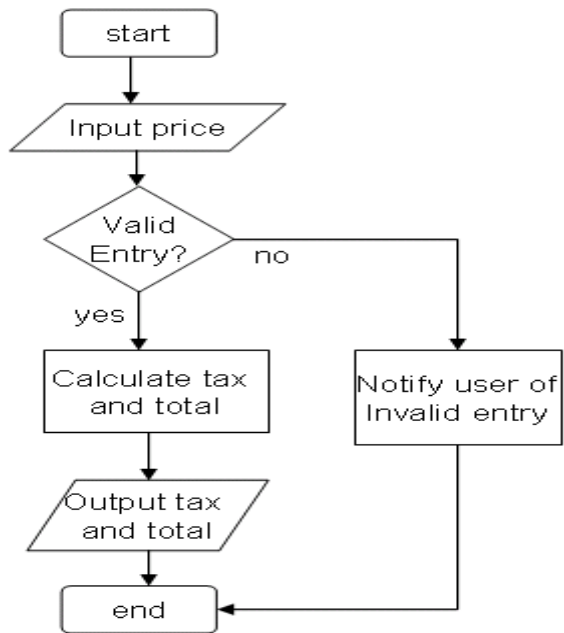 start
Input price
Valid
Entry?
no
yes
Calculate tax
and total
Notify user of
Invalid entry
Output tax
and total
end